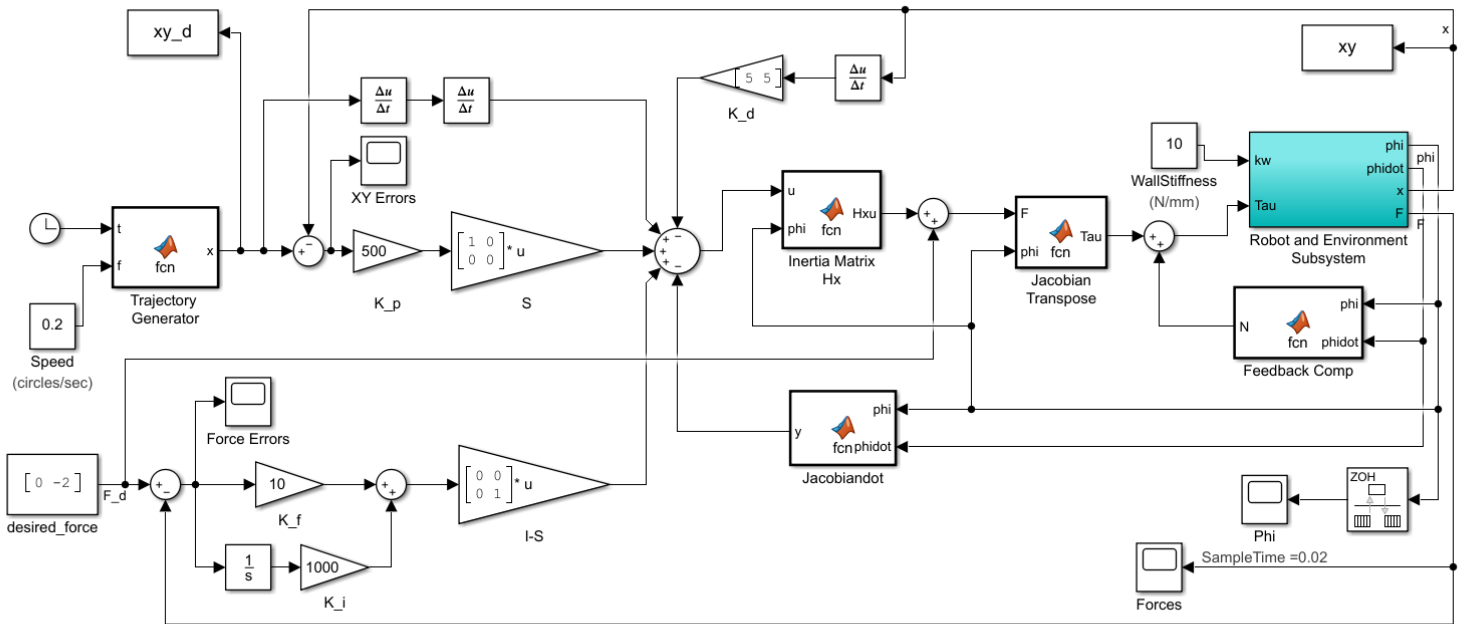 xy_d
x
xy
[ 5 5 ]
Δu
Δt
K_d
Δu
Δt
Δu
Δt
XY Errors
10
WallStiffness
(N/mm)
kw
Tau
phi
phidot
x
F
phi
F
Robot and Environment
Subsystem
t
f
fcn
x
Trajectory
Generator
0.2
Speed
(circles/sec)
500
K_p
1 0
0 0
* u
S
u
phi
fcn
Hxu
Inertia Matrix
Hx
F
phi
fcn
Tau
Jacobian
Transpose
N
fcn
phi
phidot
Feedback Comp
Force Errors
phi
y
fcn
phidot
Jacobiandot
[ 0 -2 ]
F_d
desired_force
10
K_f
0 0
0 1
* u
I-S
1
s
1000
K_i
ZOH
Phi
SampleTime =0.02
Forces